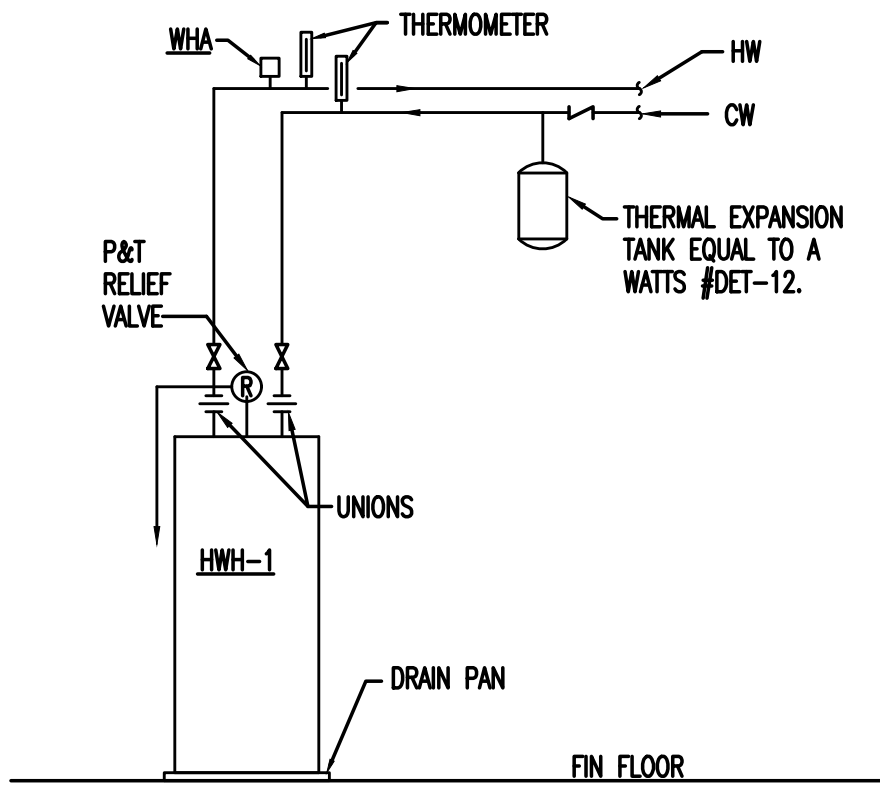 THERMOMETER
WHA
HW
CW
THERMAL EXPANSION
TANK EQUAL TO A
WATTS #DET-12.
P&T
RELIEF
VALVE
R
UNIONS
HWH-1
DRAIN PAN
FIN FLOOR